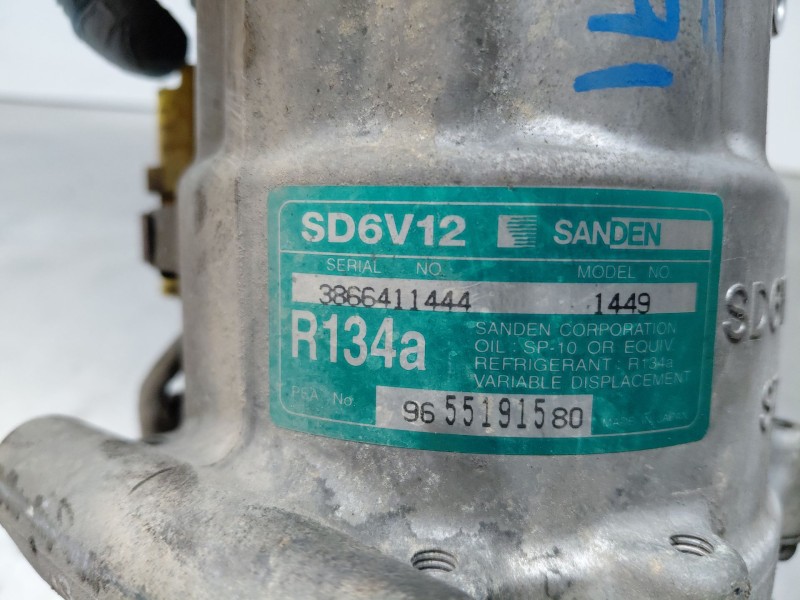 SD6V12 SANDEN
SERIAL NO. MODEL NO.
3866411444 1449
R134a
SANDEN CORPORATION
OIL : SP-10 OR EQUIV
REFRIGERANT : R134a
VARIABLE DISPLACEMENT
PSA No 9655191580
SD6